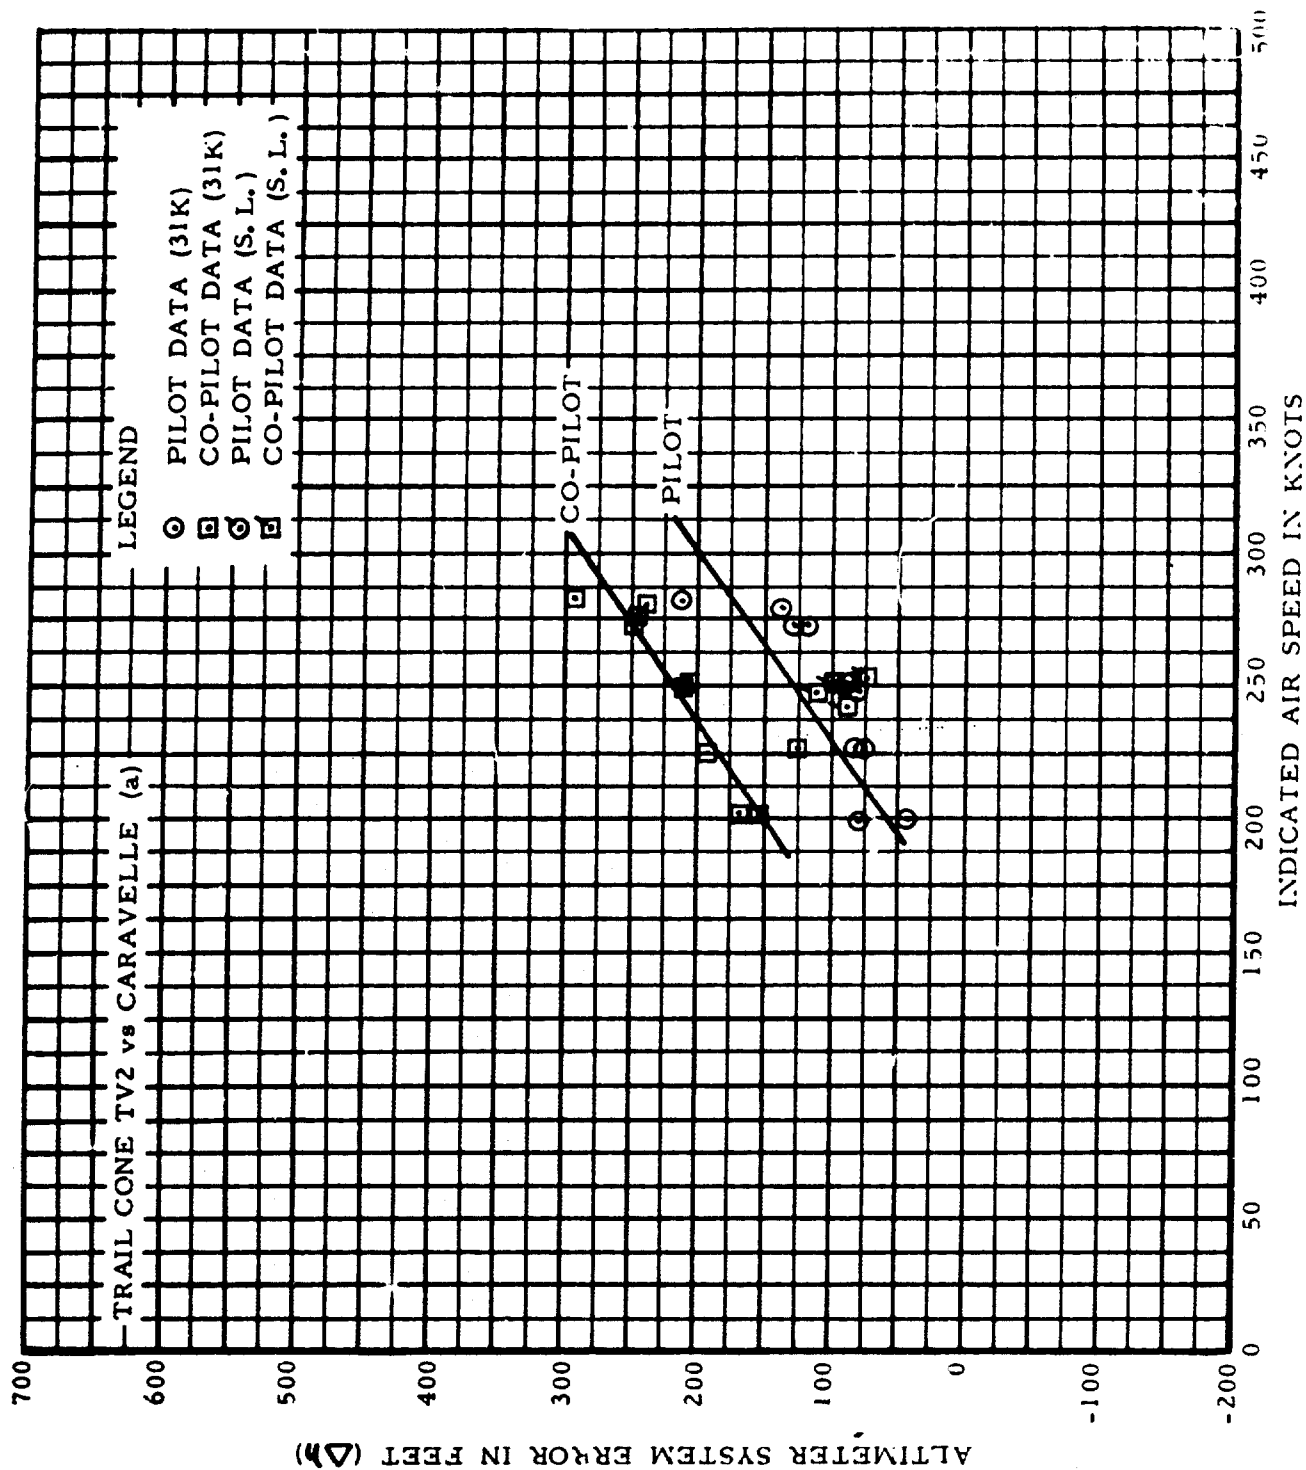 TRAIL CONE TV2 vs CARAVELLE (a)
LEGEND
PILOT DATA (31K)
CO-PILOT DATA (31K)
PILOT DATA (S. L.)
CO-PILOT DATA (S. L.)
CO-PILOT
PILOT
ALTIMETER SYSTEM ERROR IN FEET (Δh)
700
600
500
400
300
200
100
0
-100
-200
0
50
100
150
200
250
300
350
400
450
500
INDICATED AIR SPEED IN KNOTS